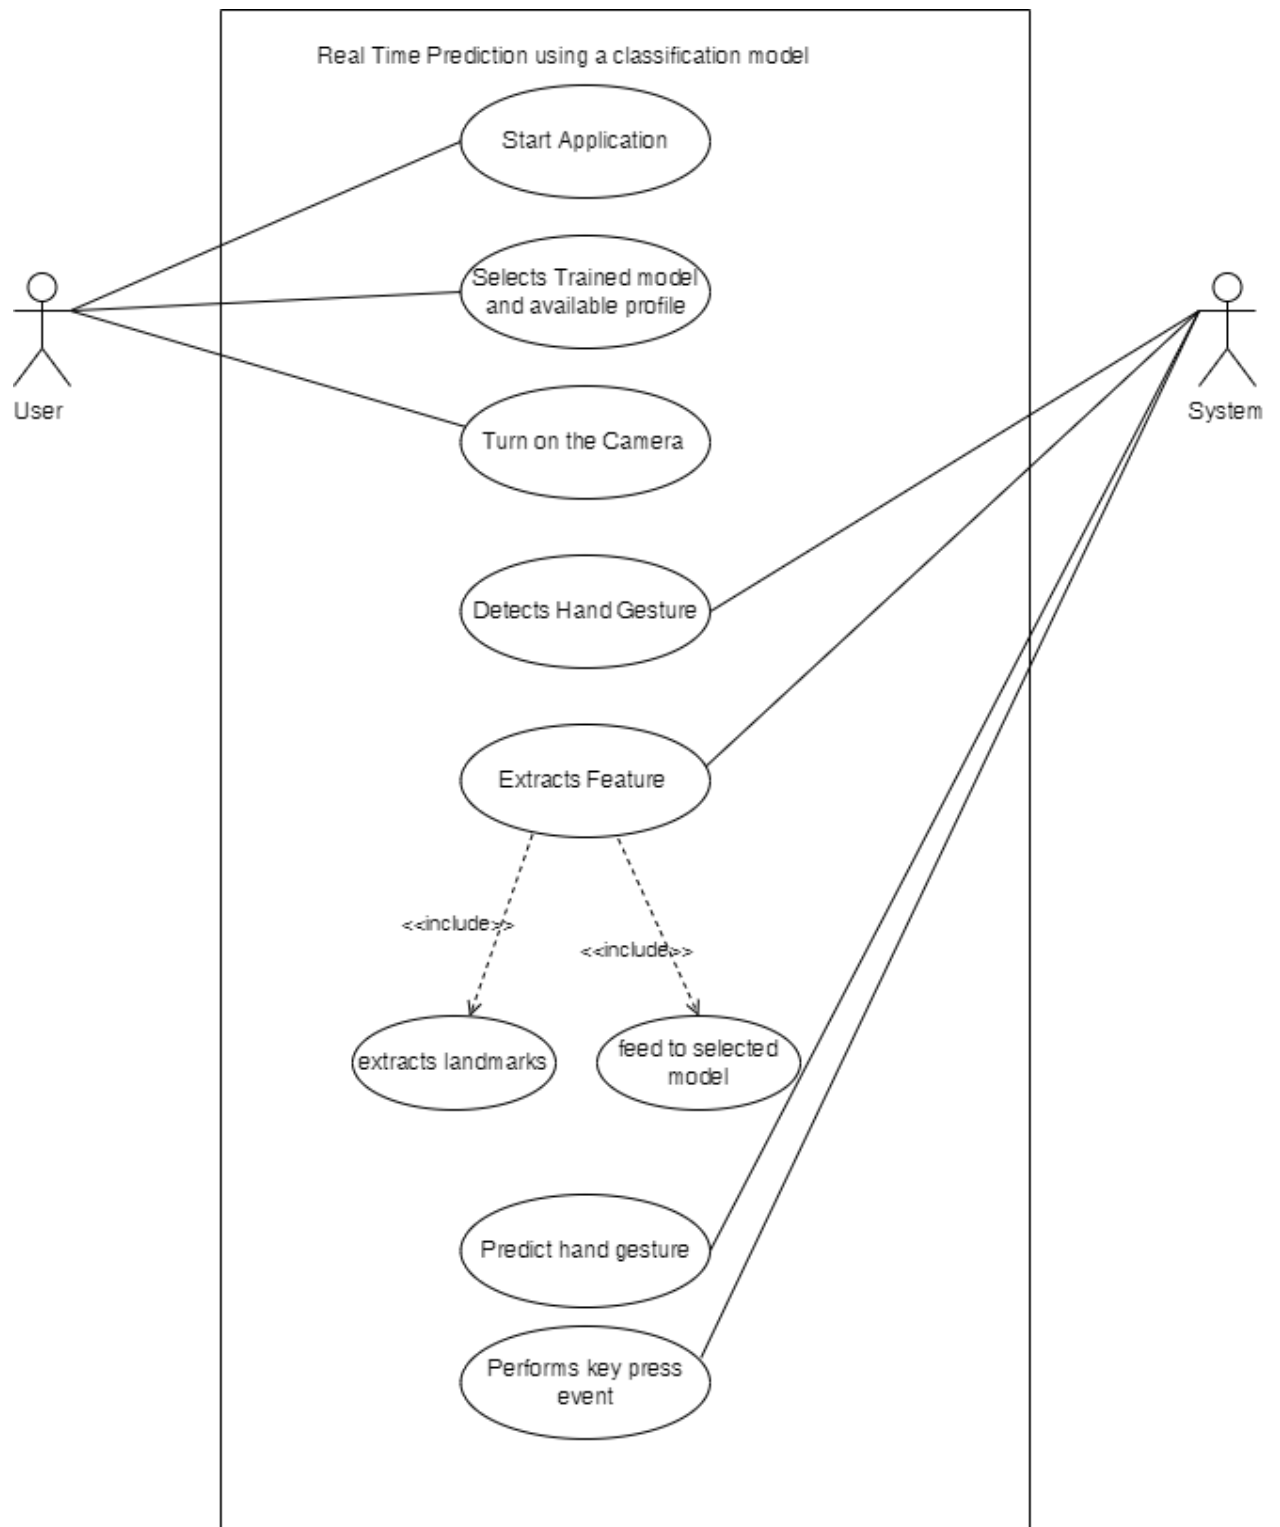 Real Time Prediction using a classification model
Start Application
Selects Trained model
and available profile
User
System
Turn on the Camera
Detects Hand Gesture
Extracts Feature
<<include>>
<<include>>
extracts landmarks
feed to selected
model
Predict hand gesture
Performs key press
event